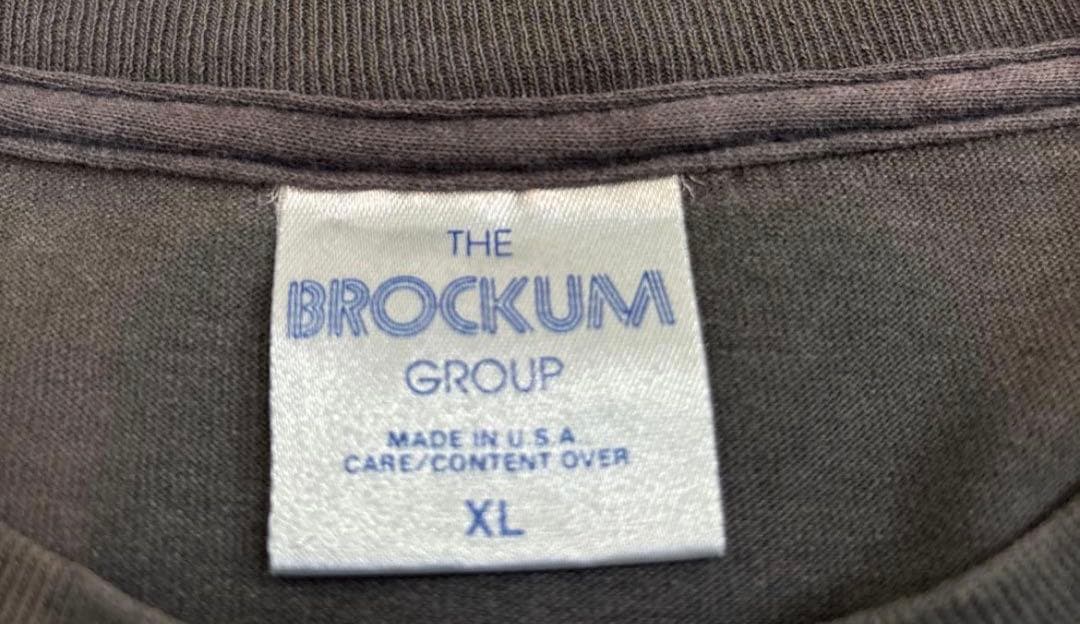 THE
BROCKUM
GROUP
MADE IN U.S.A.
CARE/CONTENT OVER
XL